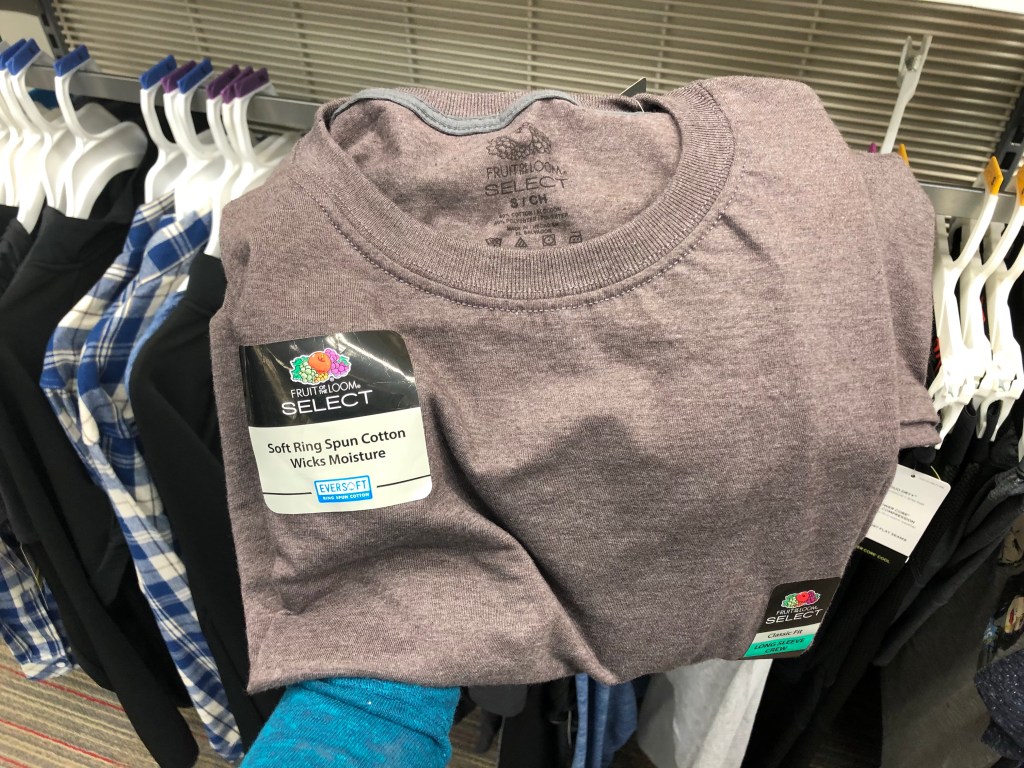 FRUIT OF THE LOOM
SELECT
S / CH
FRUIT OF THE LOOM®
SELECT
Soft Ring Spun Cotton
Wicks Moisture
EVERSOFT
RING SPUN COTTON
FRUIT OF THE LOOM
SELECT
Classic Fit
LONG SLEEVE
CREW